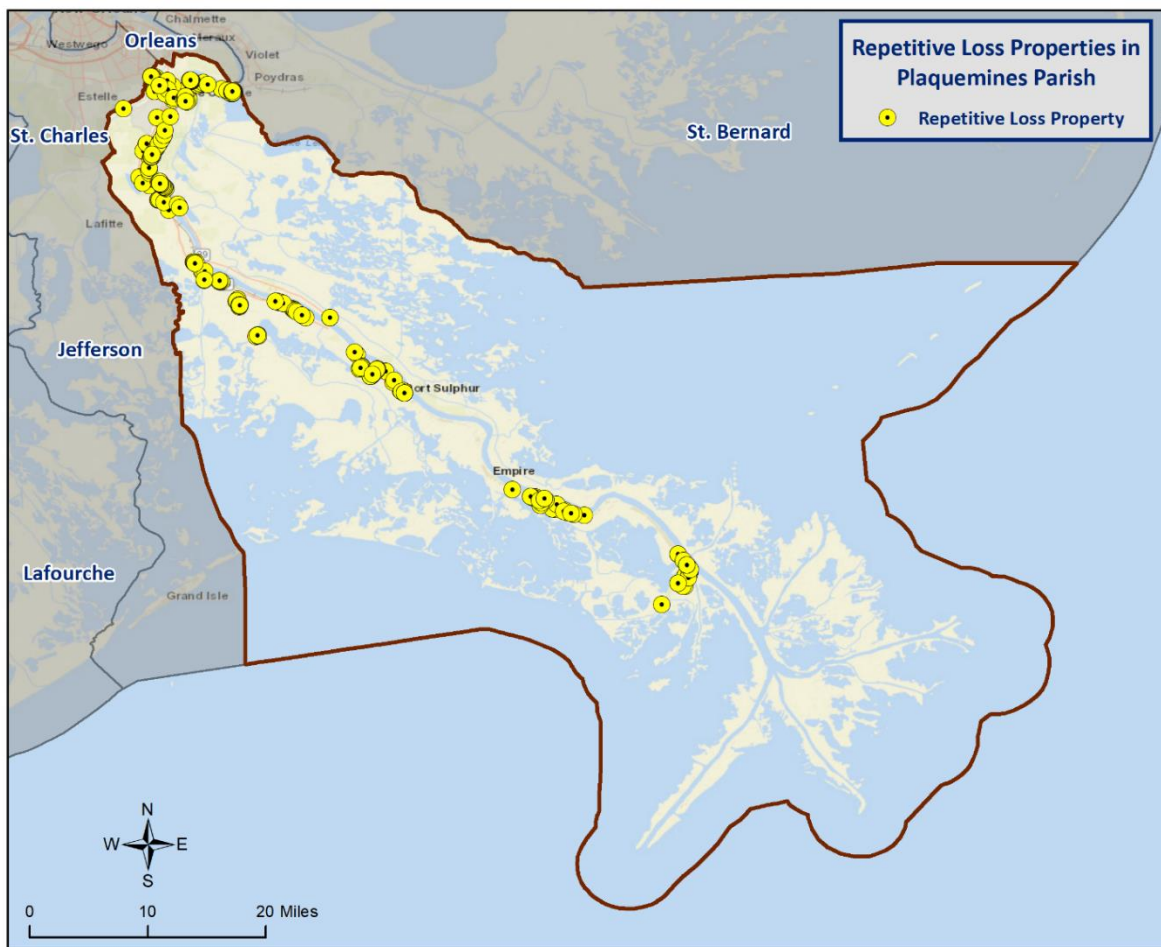 Chalmette
Orleans
Meraux
Westwego
Violet
Poydras
Estelle
St. Charles
Repetitive Loss Properties in
Plaquemines Parish
Repetitive Loss Property
St. Bernard
Lafitte
Jefferson
Port Sulphur
Empire
Lafourche
Grand Isle
N
W
E
S
0
10
20 Miles